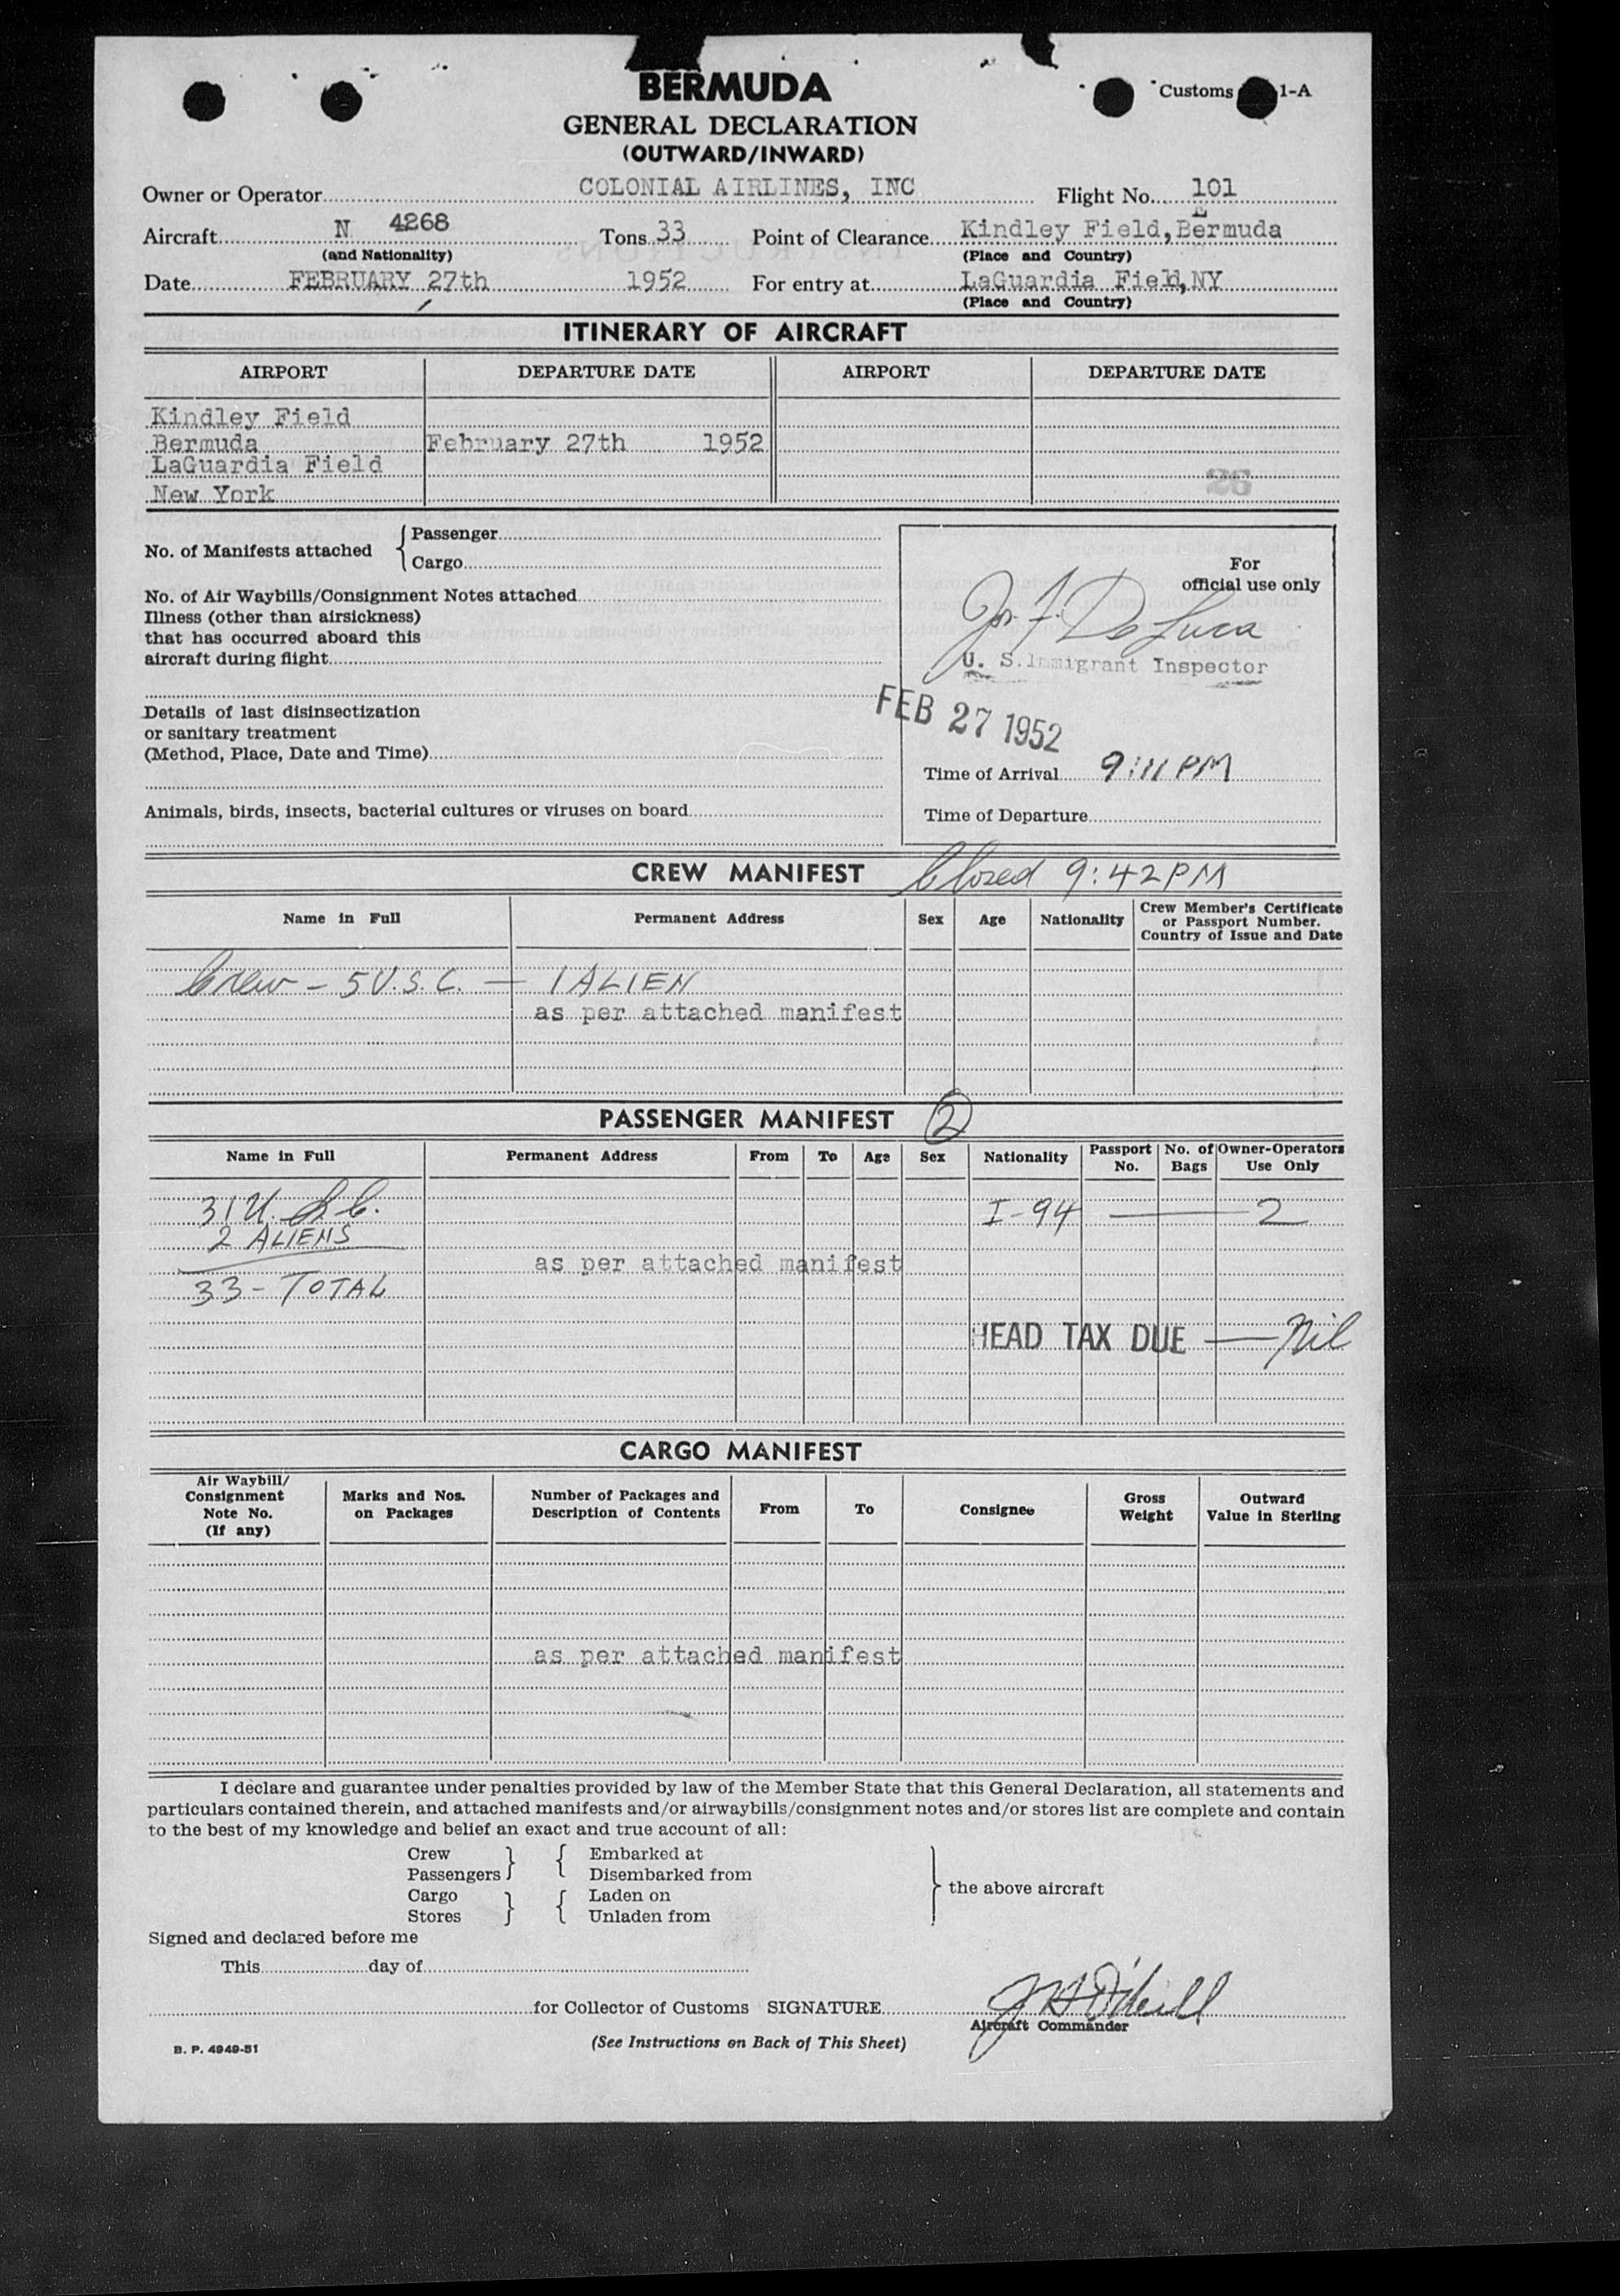 BERMUDA
Customs 1-A
GENERAL DECLARATION
(OUTWARD/INWARD)
Owner or Operator COLONIAL AIRLINES, INC Flight No. 101
Aircraft N 4268 Tons 33 Point of Clearance Kindley Field, Bermuda
(and Nationality) (Place and Country)
Date FEBRUARY 27th 1952 For entry at LaGuardia Field, NY
(Place and Country)
ITINERARY OF AIRCRAFT
AIRPORT DEPARTURE DATE AIRPORT DEPARTURE DATE
Kindley Field
Bermuda February 27th 1952
LaGuardia Field
New York
26
No. of Manifests attached { Passenger
Cargo
No. of Air Waybills/Consignment Notes attached
Illness (other than airsickness)
that has occurred aboard this
aircraft during flight
Details of last disinsectization
or sanitary treatment
(Method, Place, Date and Time)
Animals, birds, insects, bacterial cultures or viruses on board
For
official use only
Jos. F. De Luca
U. S. Immigrant Inspector
FEB 27 1952
Time of Arrival 9:11 PM
Time of Departure
CREW MANIFEST Closed 9:42 PM
Name in Full Permanent Address Sex Age Nationality Crew Member's Certificate
or Passport Number.
Country of Issue and Date
Crew - 5 U.S.C. — 1 ALIEN
as per attached manifest
PASSENGER MANIFEST 2
Name in Full Permanent Address From To Age Sex Nationality Passport No. No. of Bags Owner-Operators Use Only
31 U.S.C. I-94 — 2
2 ALIENS
as per attached manifest
33 - TOTAL
HEAD TAX DUE — Nil
CARGO MANIFEST
Air Waybill/
Consignment
Note No.
(If any)
Marks and Nos.
on Packages
Number of Packages and
Description of Contents
From
To
Consignee
Gross
Weight
Outward
Value in Sterling
as per attached manifest
I declare and guarantee under penalties provided by law of the Member State that this General Declaration, all statements and
particulars contained therein, and attached manifests and/or airwaybills/consignment notes and/or stores list are complete and contain
to the best of my knowledge and belief an exact and true account of all:
Crew } { Embarked at
Passengers } { Disembarked from
Cargo } { Laden on
Stores } { Unladen from
} the above aircraft
Signed and declared before me
This day of
for Collector of Customs SIGNATURE J H O'Neill
Aircraft Commander
B. P. 4949-51
(See Instructions on Back of This Sheet)